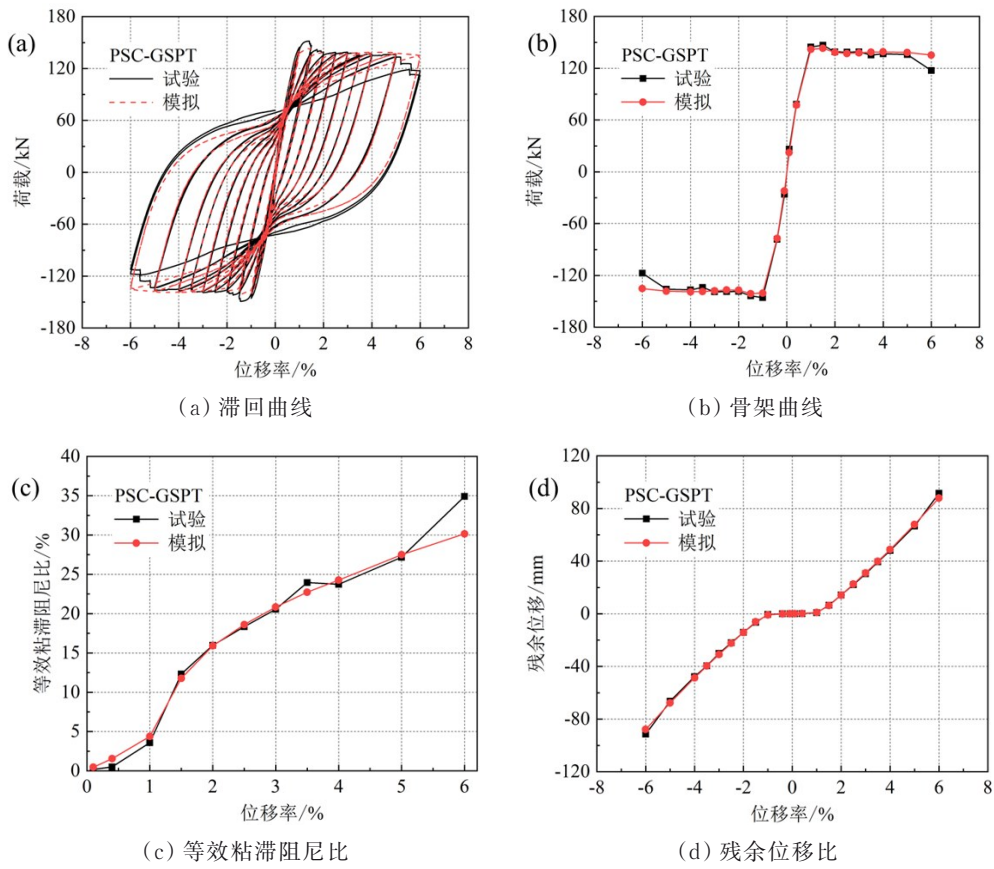 (a)
PSC-GSPT
试验
模拟
荷载/kN
180
120
60
0
-60
-120
-180
-8 -6 -4 -2 0 2 4 6 8
位移率/%
(a) 滞回曲线
(b)
PSC-GSPT
试验
模拟
荷载/kN
180
120
60
0
-60
-120
-180
-8 -6 -4 -2 0 2 4 6 8
位移率/%
(b) 骨架曲线
(c)
PSC-GSPT
试验
模拟
等效粘滞阻尼比/%
40
35
30
25
20
15
10
5
0
0 1 2 3 4 5 6
位移率/%
(c) 等效粘滞阻尼比
(d)
PSC-GSPT
试验
模拟
残余位移/mm
120
80
40
0
-40
-80
-120
-8 -6 -4 -2 0 2 4 6 8
位移率/%
(d) 残余位移比